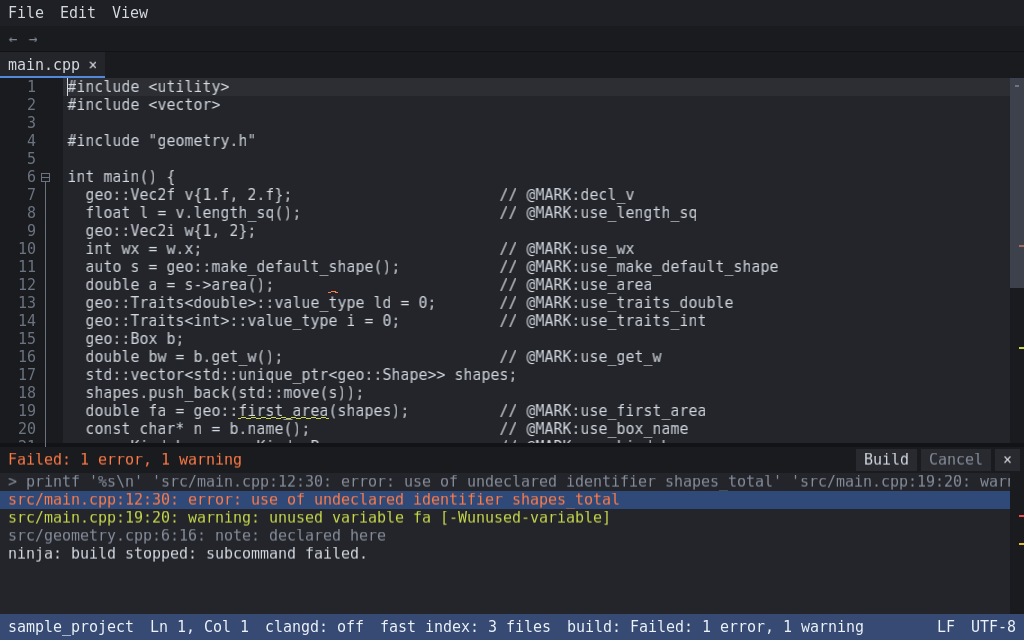 File Edit View
← →
main.cpp ×
1 #include <utility>
2 #include <vector>
3
4 #include "geometry.h"
5
6 int main() {
7 geo::Vec2f v{1.f, 2.f}; // @MARK:decl_v
8 float l = v.length_sq(); // @MARK:use_length_sq
9 geo::Vec2i w{1, 2};
10 int wx = w.x; // @MARK:use_wx
11 auto s = geo::make_default_shape(); // @MARK:use_make_default_shape
12 double a = s->area(); // @MARK:use_area
13 geo::Traits<double>::value_type ld = 0; // @MARK:use_traits_double
14 geo::Traits<int>::value_type i = 0; // @MARK:use_traits_int
15 geo::Box b;
16 double bw = b.get_w(); // @MARK:use_get_w
17 std::vector<std::unique_ptr<geo::Shape>> shapes;
18 shapes.push_back(std::move(s));
19 double fa = geo::first_area(shapes); // @MARK:use_first_area
20 const char* n = b.name(); // @MARK:use_box_name
Failed: 1 error, 1 warning Build Cancel ×
> printf '%s\n' 'src/main.cpp:12:30: error: use of undeclared identifier shapes_total' 'src/main.cpp:19:20: warn
src/main.cpp:12:30: error: use of undeclared identifier shapes_total
src/main.cpp:19:20: warning: unused variable fa [-Wunused-variable]
src/geometry.cpp:6:16: note: declared here
ninja: build stopped: subcommand failed.
sample_project Ln 1, Col 1 clangd: off fast index: 3 files build: Failed: 1 error, 1 warning LF UTF-8